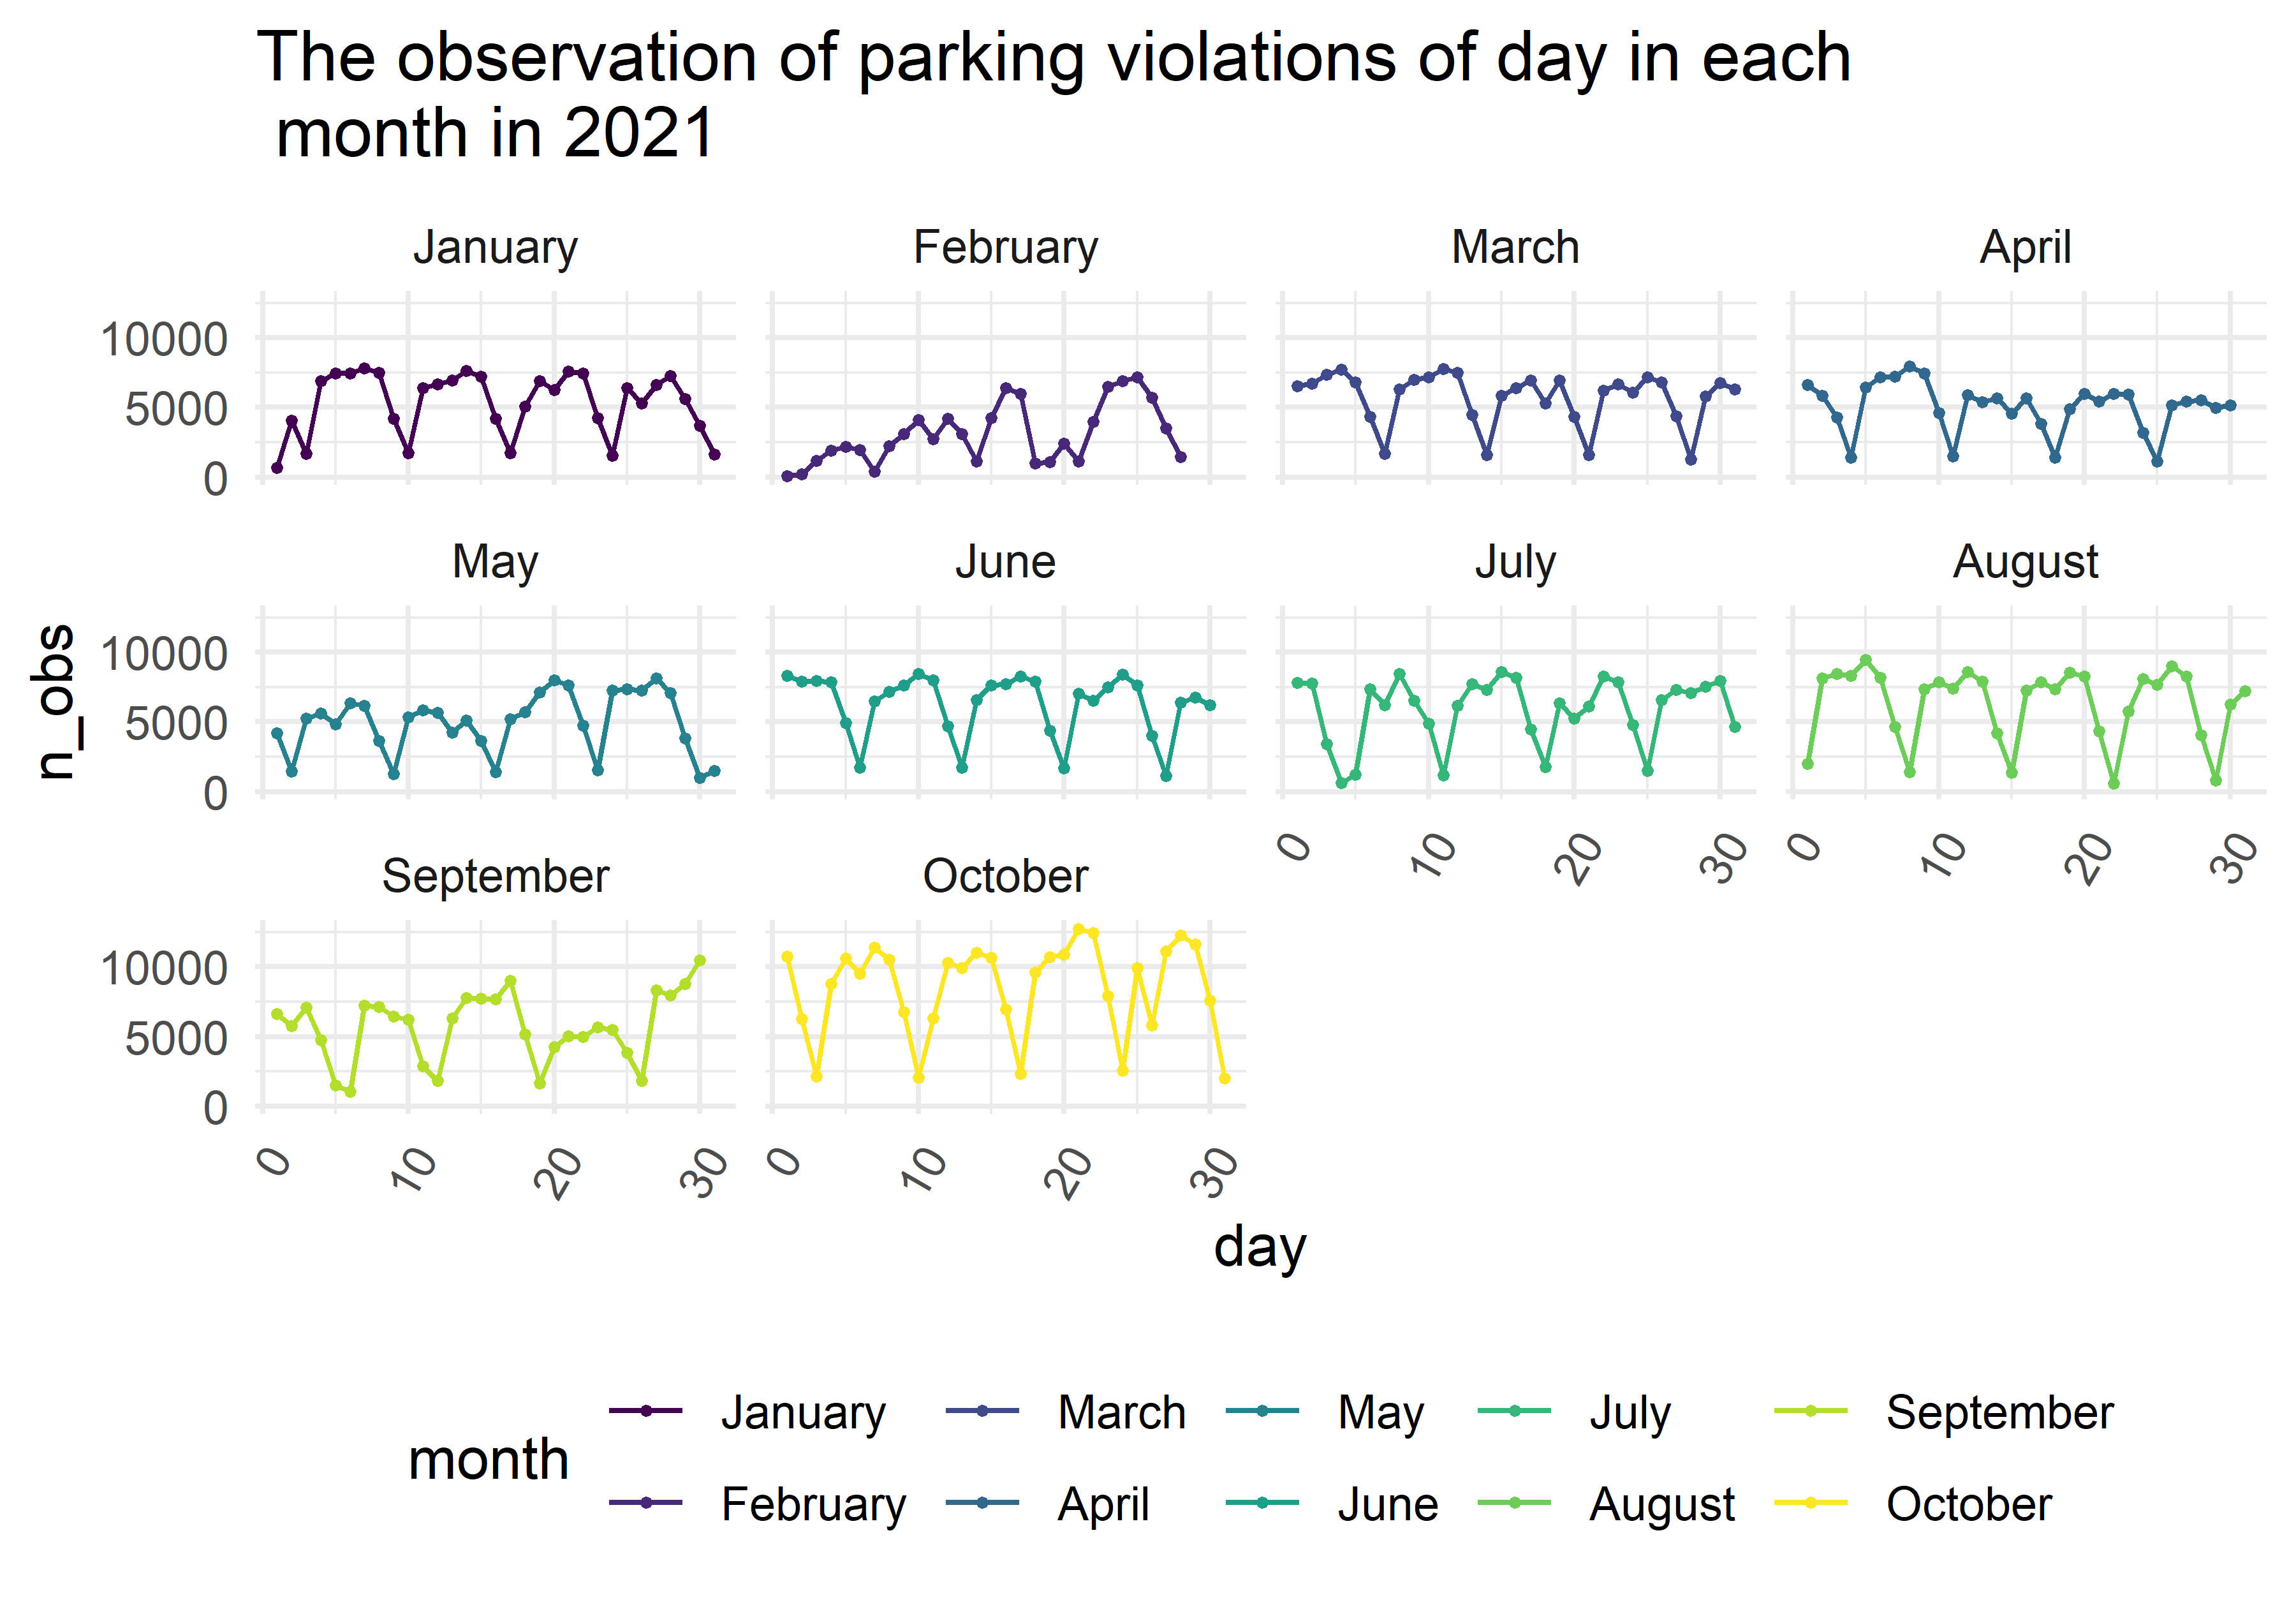 The observation of parking violations of day in each
month in 2021
January
February
March
April
10000
5000
0
May
June
July
August
n_obs
10000
5000
0
0
10
20
30
0
10
20
30
September
October
10000
5000
0
0
10
20
30
0
10
20
30
day
month
January
March
May
July
September
February
April
June
August
October